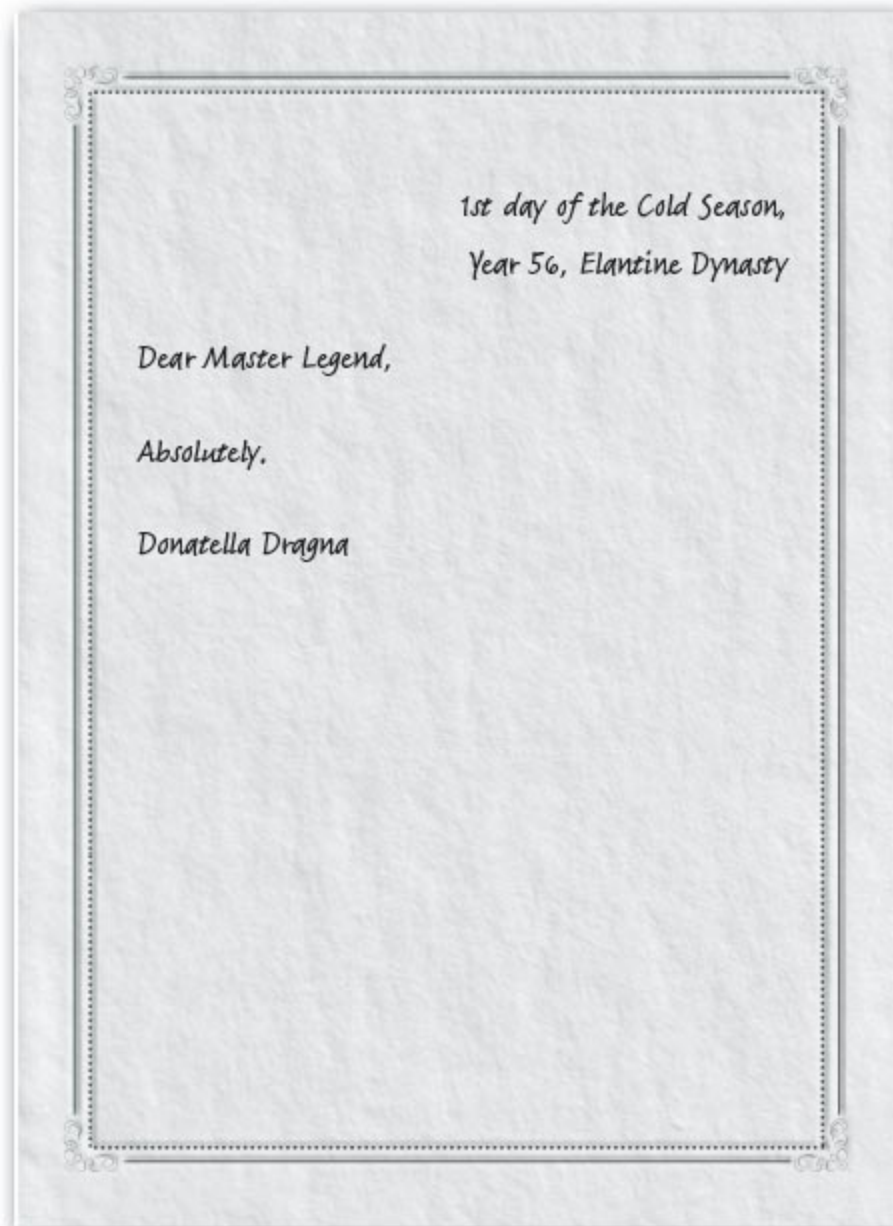 1st day of the Cold Season,
Year 56, Elantine Dynasty
Dear Master Legend,
Absolutely.
Donatella Dragna